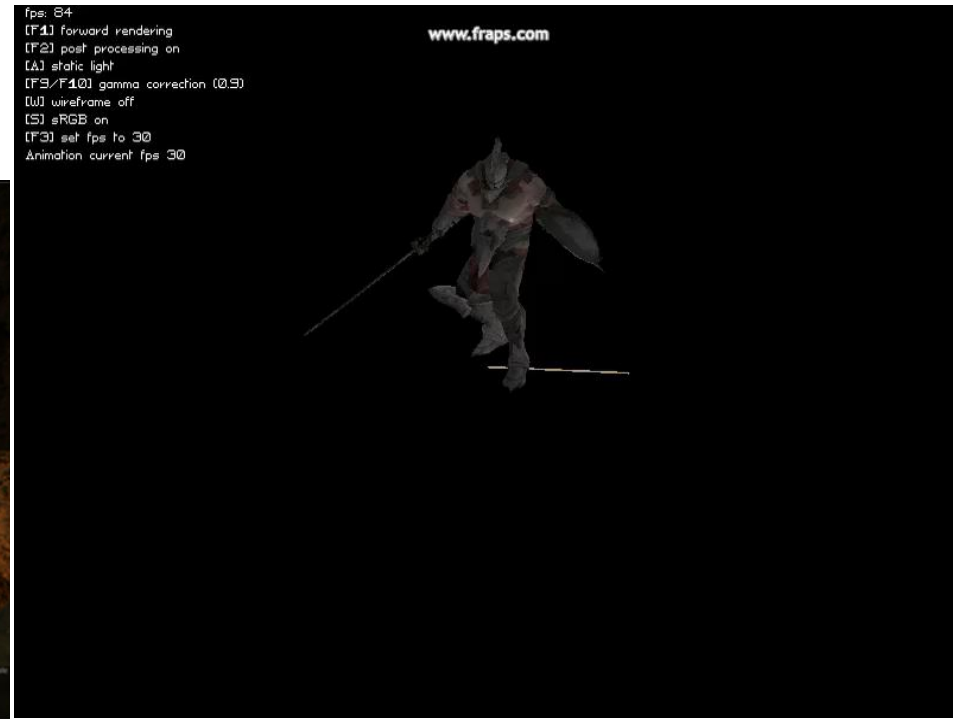 fps: 84
[F1] forward rendering
[F2] post processing on
[A] static light
[F9/F10] gamma correction (0.9)
[W] wireframe off
[S] sRGB on
[F3] set fps to 30
Animation current fps 30
www.fraps.com